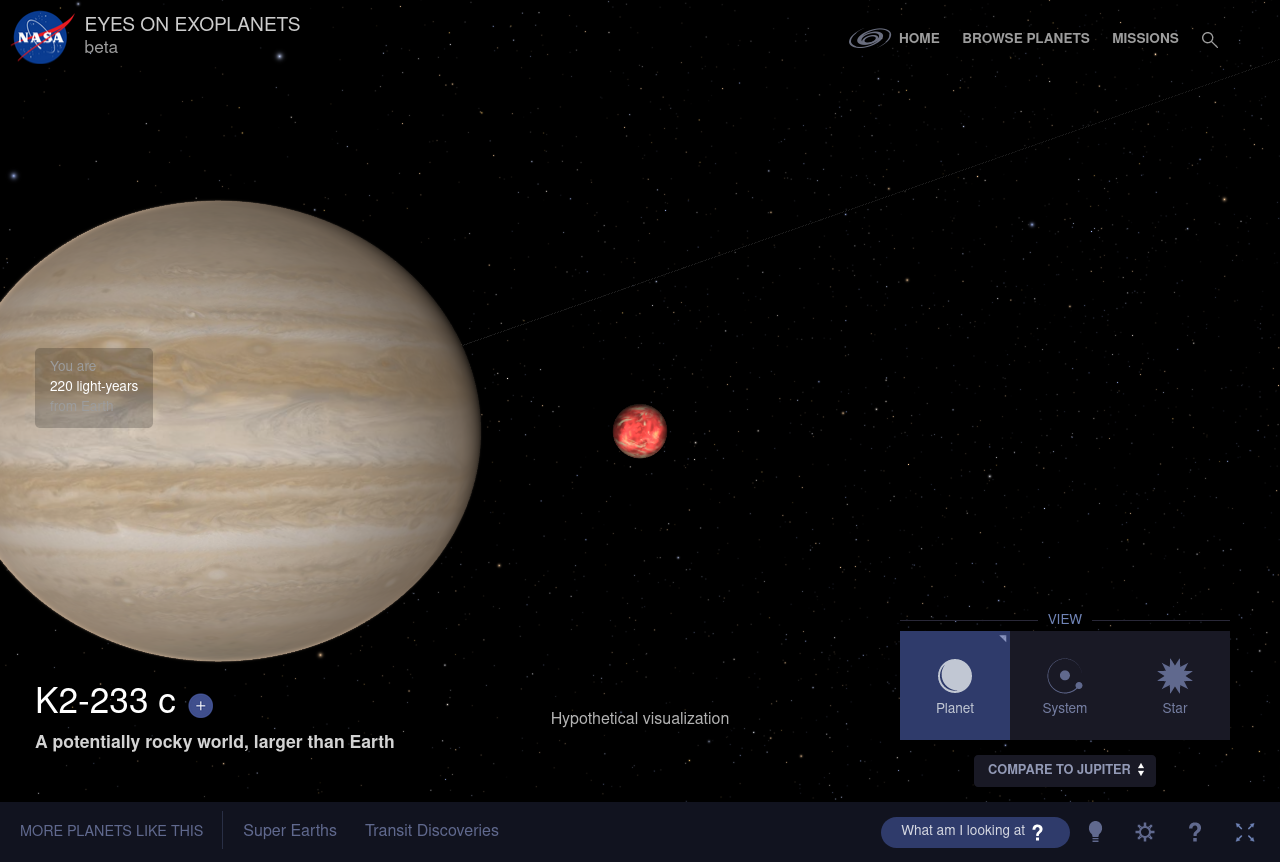 NASA
EYES ON EXOPLANETS
beta
HOME
BROWSE PLANETS
MISSIONS
You are
220 light-years
from Earth
K2-233 c +
A potentially rocky world, larger than Earth
Hypothetical visualization
VIEW
Planet
System
Star
COMPARE TO JUPITER
MORE PLANETS LIKE THIS
Super Earths
Transit Discoveries
What am I looking at ?
?